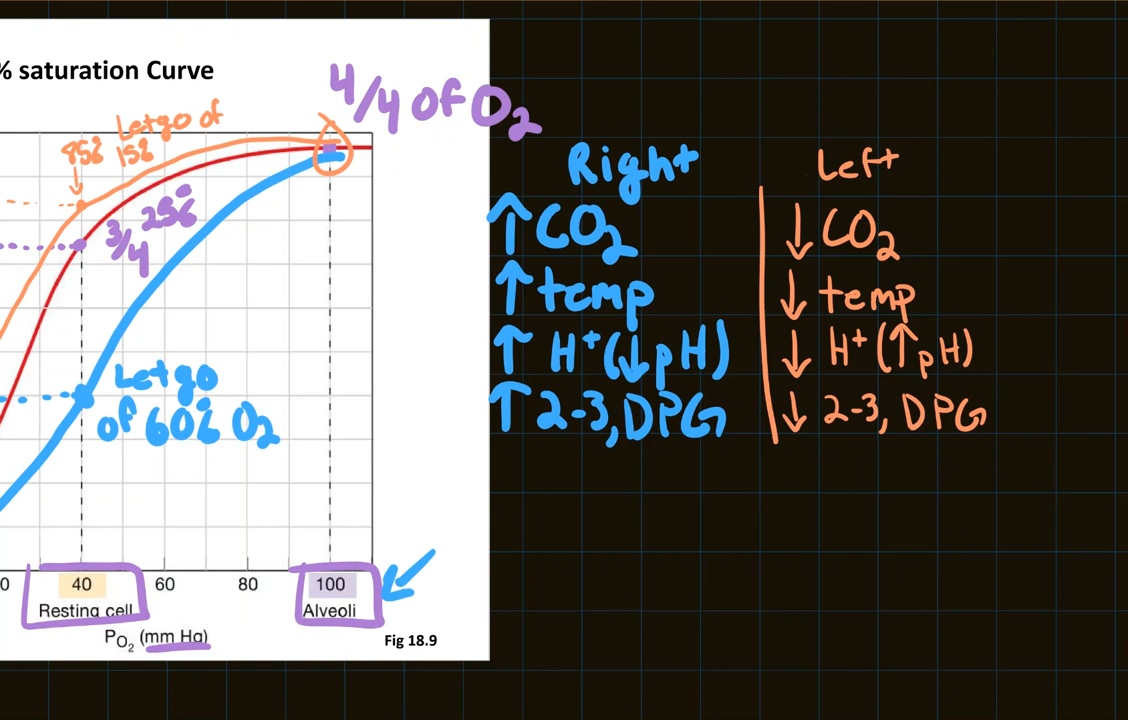 % saturation Curve
4/4 of O2
Let go of
85% 15%
25%
3/4
Let go
of 60% O2
0 40 60 80 100
Resting cell Alveoli
PO2 (mm Hg)
Fig 18.9
Right
↑ CO2
↑ temp
↑ H+ (↓ pH)
↑ 2-3, DPG
Left
↓ CO2
↓ temp
↓ H+ (↑ pH)
↓ 2-3, DPG